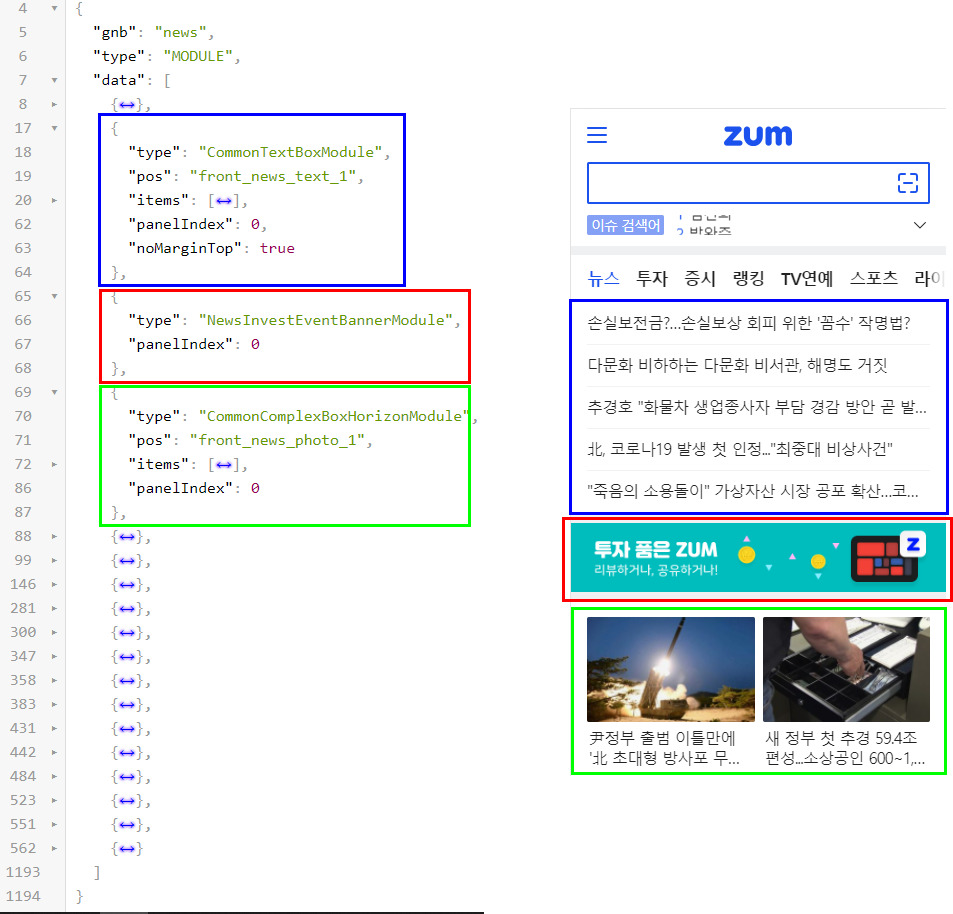 4 {
5 "gnb": "news",
6 "type": "MODULE",
7 "data": [
8 {↔},
17 {
18 "type": "CommonTextBoxModule",
19 "pos": "front_news_text_1",
20 "items": [↔],
62 "panelIndex": 0,
63 "noMarginTop": true
64 },
65 {
66 "type": "NewsInvestEventBannerModule",
67 "panelIndex": 0
68 },
69 {
70 "type": "CommonComplexBoxHorizonModule",
71 "pos": "front_news_photo_1",
72 "items": [↔],
86 "panelIndex": 0
87 },
88 {↔},
99 {↔},
146 {↔},
281 {↔},
300 {↔},
347 {↔},
358 {↔},
383 {↔},
431 {↔},
442 {↔},
484 {↔},
523 {↔},
551 {↔},
562 {↔}
1193 ]
1194 }
zum
이슈 검색어
뉴스 투자 증시 랭킹 TV연예 스포츠 라이
손실보전금?...손실보상 회피 위한 '꼼수' 작명법?
다문화 비하하는 다문화 비서관, 해명도 거짓
추경호 "화물차 생업종사자 부담 경감 방안 곧 발...
북, 코로나19 발생 첫 인정..."최중대 비상사건"
"죽음의 소용돌이" 가상자산 시장 공포 확산...코...
투자 품은 ZUM
리뷰하거나, 공유하거나!
Z
尹정부 출범 이틀만에
'北 초대형 방사포 무...
새 정부 첫 추경 59.4조
편성...소상공인 600~1,...